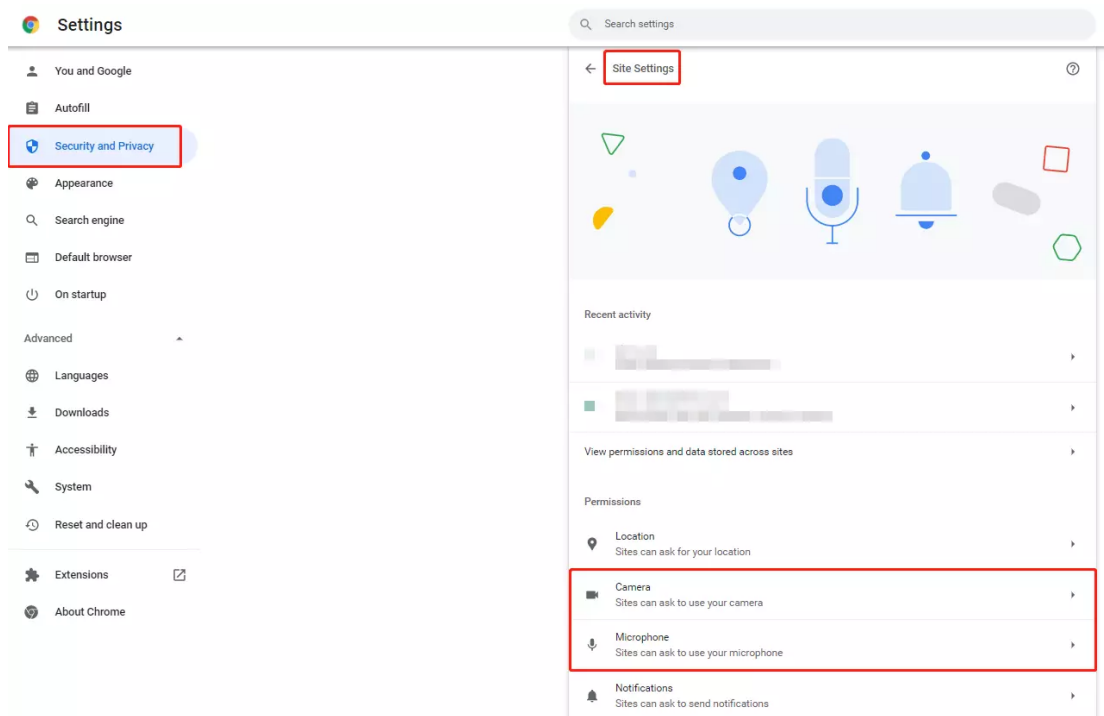 Settings
Search settings
You and Google
Autofill
Security and Privacy
Appearance
Search engine
Default browser
On startup
Advanced
Languages
Downloads
Accessibility
System
Reset and clean up
Extensions
About Chrome
Site Settings
Recent activity
View permissions and data stored across sites
Permissions
Location
Sites can ask for your location
Camera
Sites can ask to use your camera
Microphone
Sites can ask to use your microphone
Notifications
Sites can ask to send notifications